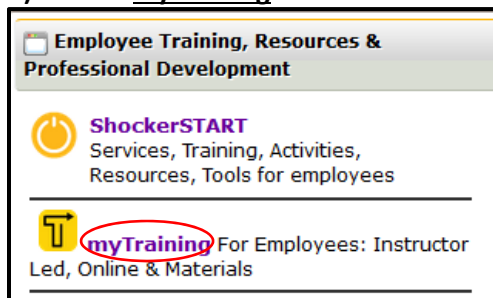 Employee Training, Resources &
Professional Development
ShockerSTART
Services, Training, Activities,
Resources, Tools for employees
myTraining For Employees: Instructor
Led, Online & Materials